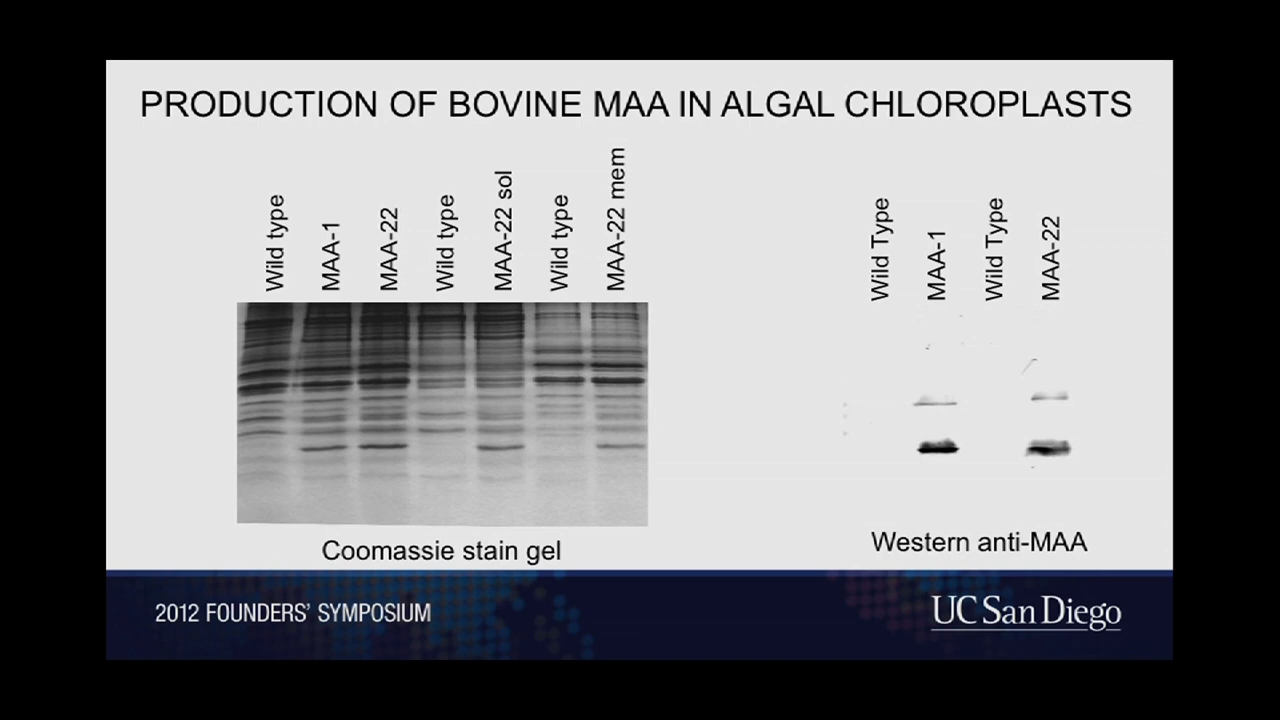 PRODUCTION OF BOVINE MAA IN ALGAL CHLOROPLASTS
Wild type
MAA-1
MAA-22
Wild type
MAA-22 sol
Wild type
MAA-22 mem
Wild Type
MAA-1
Wild Type
MAA-22
Coomassie stain gel
Western anti-MAA
2012 FOUNDERS' SYMPOSIUM
UC San Diego